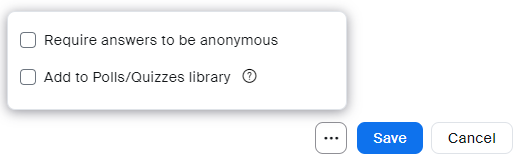 Require answers to be anonymous
Add to Polls/Quizzes library ?
... Save Cancel